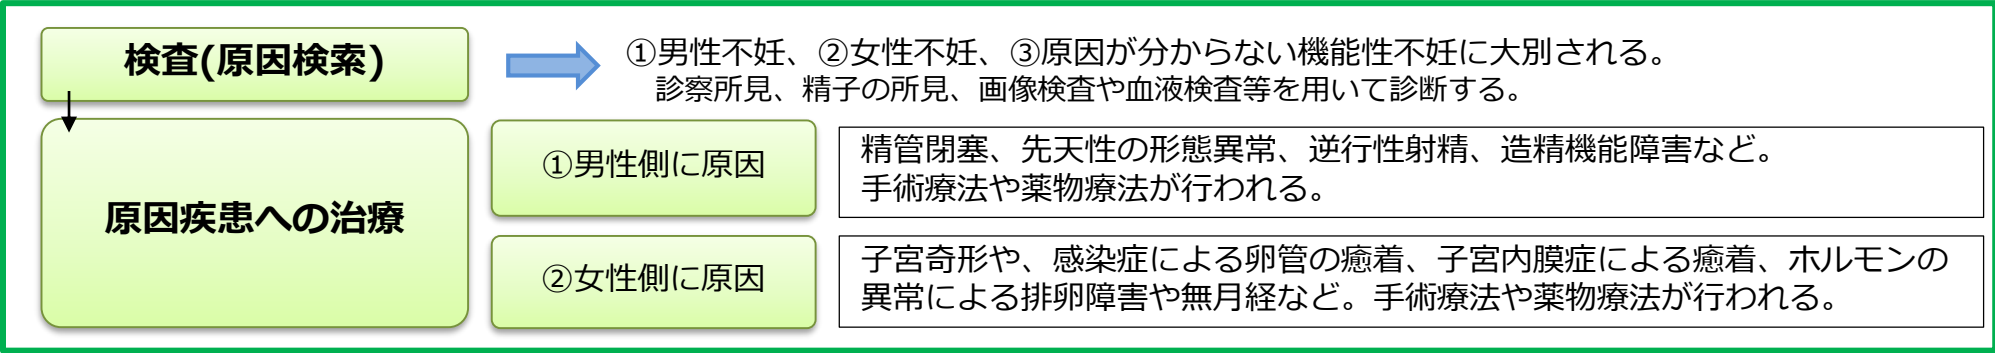 検査(原因検索)
①男性不妊、②女性不妊、③原因が分からない機能性不妊に大別される。
診察所見、精子の所見、画像検査や血液検査等を用いて診断する。
原因疾患への治療
①男性側に原因
精管閉塞、先天性の形態異常、逆行性射精、造精機能障害など。
手術療法や薬物療法が行われる。
②女性側に原因
子宮奇形や、感染症による卵管の癒着、子宮内膜症による癒着、ホルモンの
異常による排卵障害や無月経など。手術療法や薬物療法が行われる。